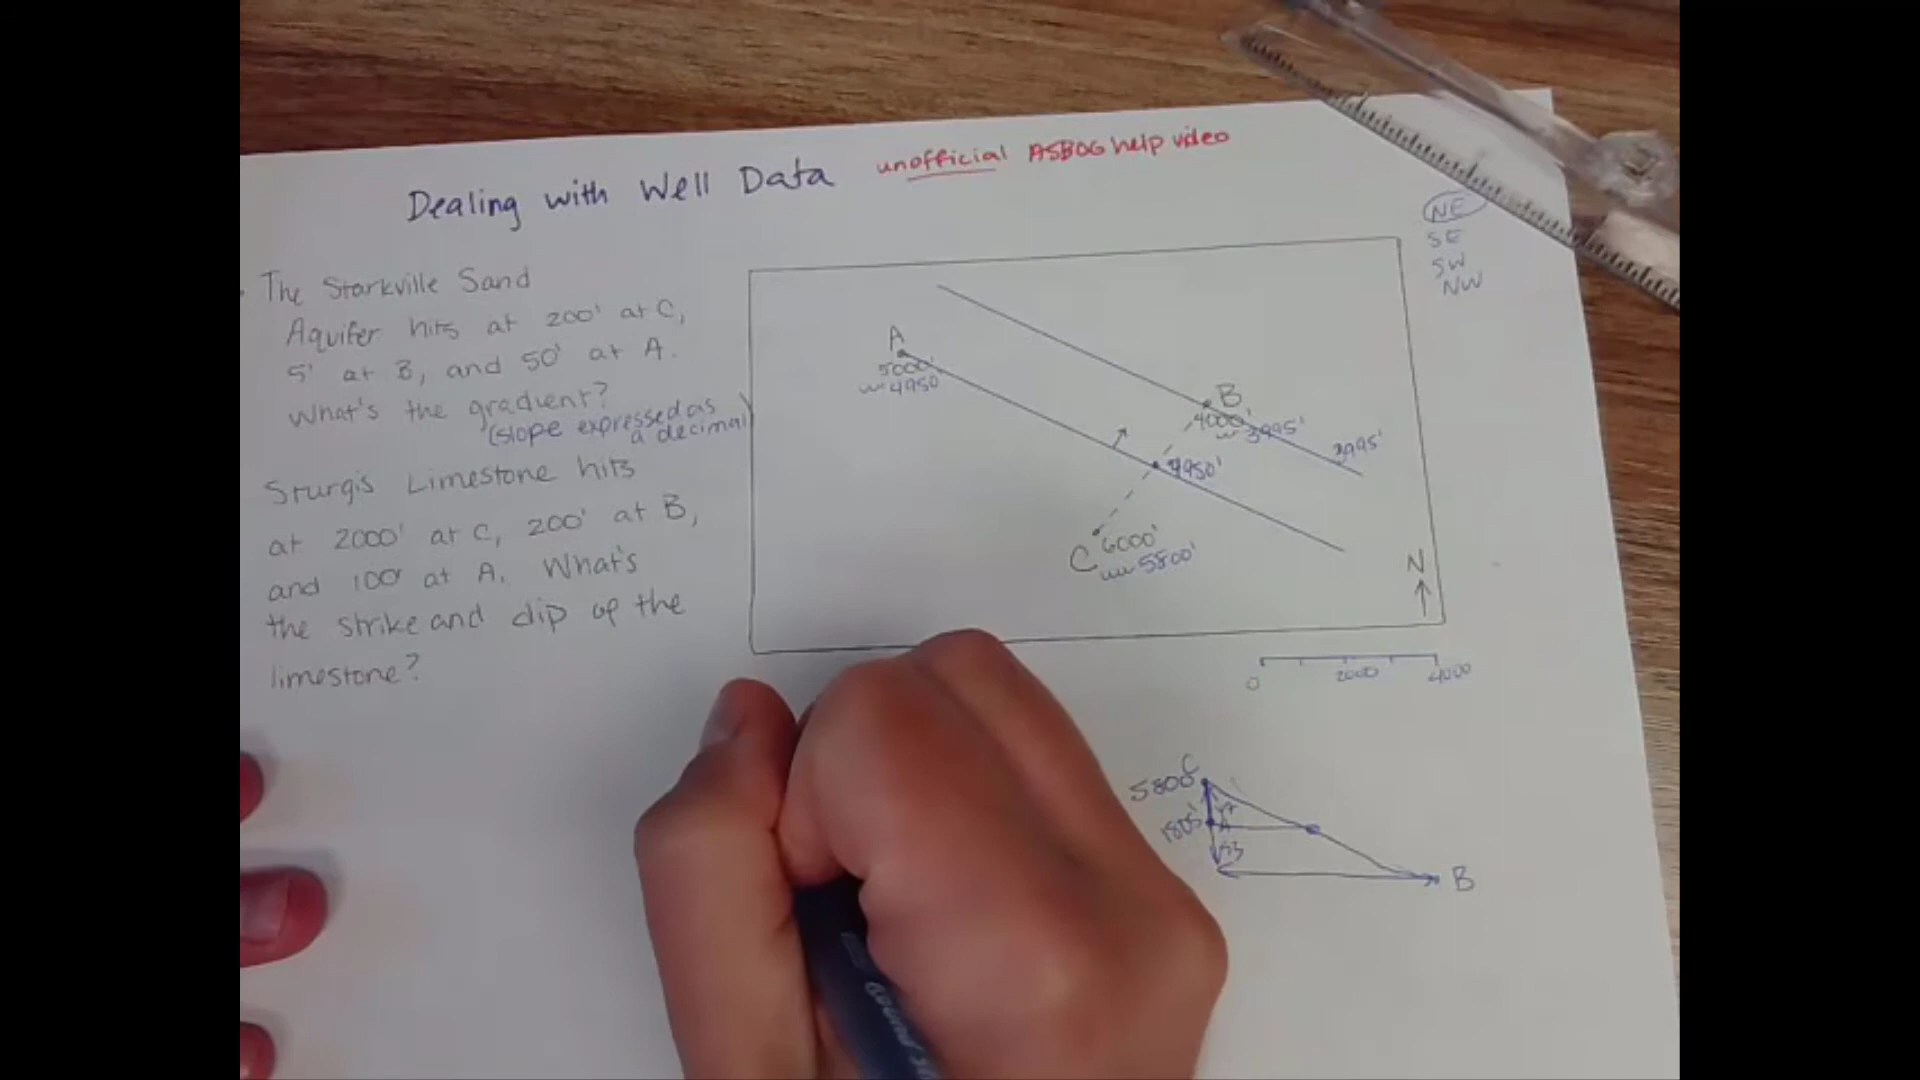 Dealing with Well Data
unofficial ASBOG help video
The Starkville Sand
Aquifer hits at 200' at C,
5' at B, and 50' at A.
What's the gradient?
(slope expressed as
a decimal
Sturgis Limestone hits
at 2000' at C, 200' at B,
and 100' at A. What's
the strike and dip of the
limestone?
NE
SE
SW
NW
A
5000'
4950
B
4000'
3995'
3995'
4950'
C 6000'
5800'
N
0 2000 4000
C
5800
1805'
A
B